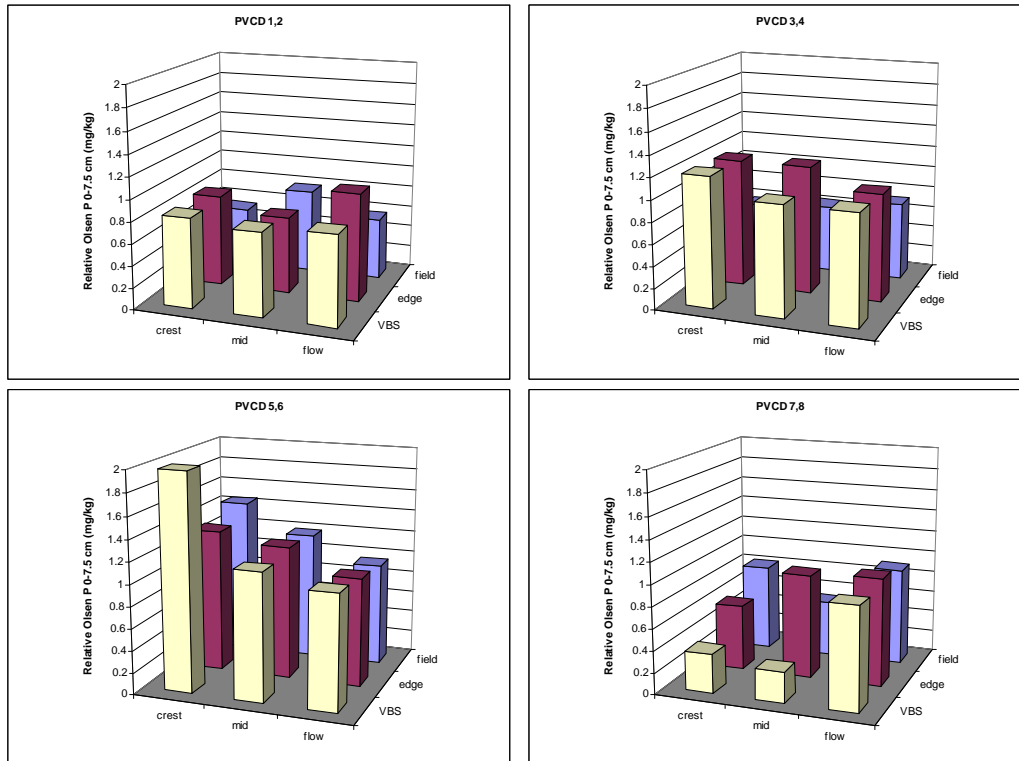 PVCD 1,2
2
1.8
1.6
1.4
1.2
1
0.8
0.6
0.4
0.2
0
Relative Olsen P 0-7.5 cm (mg/kg)
crest
mid
flow
VBS
edge
field
PVCD 3,4
2
1.8
1.6
1.4
1.2
1
0.8
0.6
0.4
0.2
0
Relative Olsen P 0-7.5 cm (mg/kg)
crest
mid
flow
VBS
edge
field
PVCD 5,6
2
1.8
1.6
1.4
1.2
1
0.8
0.6
0.4
0.2
0
Relative Olsen P 0-7.5 cm (mg/kg)
crest
mid
flow
VBS
edge
field
PVCD 7,8
2
1.8
1.6
1.4
1.2
1
0.8
0.6
0.4
0.2
0
Relative Olsen P 0-7.5 cm (mg/kg)
crest
mid
flow
VBS
edge
field